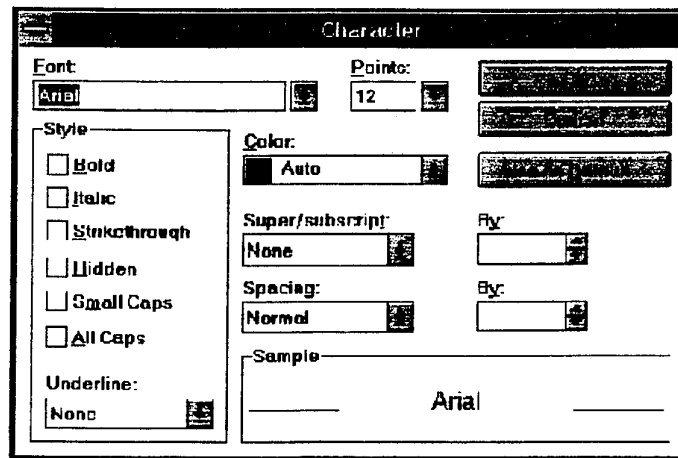 Character
Font:
Points:
Arial
12
Style
Color:
Bold
Auto
Italic
Strikethrough
Super/subscript:
By:
None
Hidden
Small Caps
Spacing:
By:
Normal
All Caps
Sample
Underline:
None
Arial